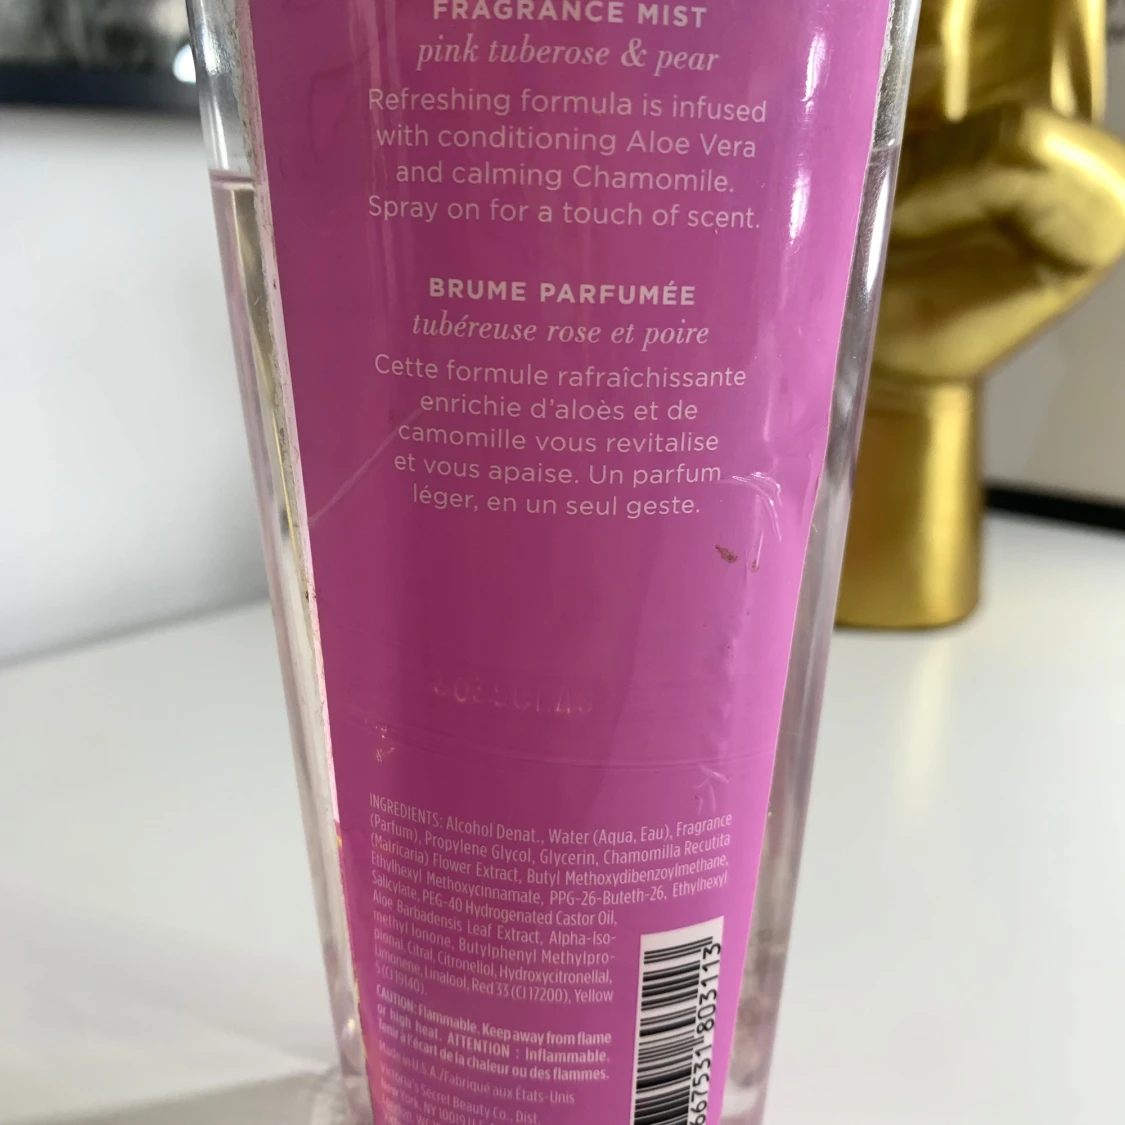 FRAGRANCE MIST
pink tuberose & pear
Refreshing formula is infused
with conditioning Aloe Vera
and calming Chamomile.
Spray on for a touch of scent.
BRUME PARFUMÉE
tubéreuse rose et poire
Cette formule rafraîchissante
enrichie d'aloès et de
camomille vous revitalise
et vous apaise. Un parfum
léger, en un seul geste.
INGREDIENTS: Alcohol Denat., Water (Aqua, Eau), Fragrance
(Parfum), Propylene Glycol, Glycerin, Chamomilla Recutita
(Matricaria) Flower Extract, Butyl Methoxydibenzoylmethane,
Ethylhexyl Methoxycinnamate, PPG-26-Buteth-26, Ethylhexyl
Salicylate, PEG-40 Hydrogenated Castor Oil,
Aloe Barbadensis Leaf Extract, Alpha-Iso-
methyl Ionone, Butylphenyl Methylpro-
pional, Citral, Citronellol, Hydroxycitronellal,
Limonene, Linalool, Red 33 (CI 17200), Yellow
5 (CI 19140).
CAUTION: Flammable. Keep away from flame
or high heat. ATTENTION : Inflammable.
Tenir à l'écart de la chaleur ou des flammes.
Made in U.S.A./Fabriqué aux États-Unis
Victoria's Secret Beauty Co., Dist.
New York, NY 10019 U.S.A.
London,
667531 803113